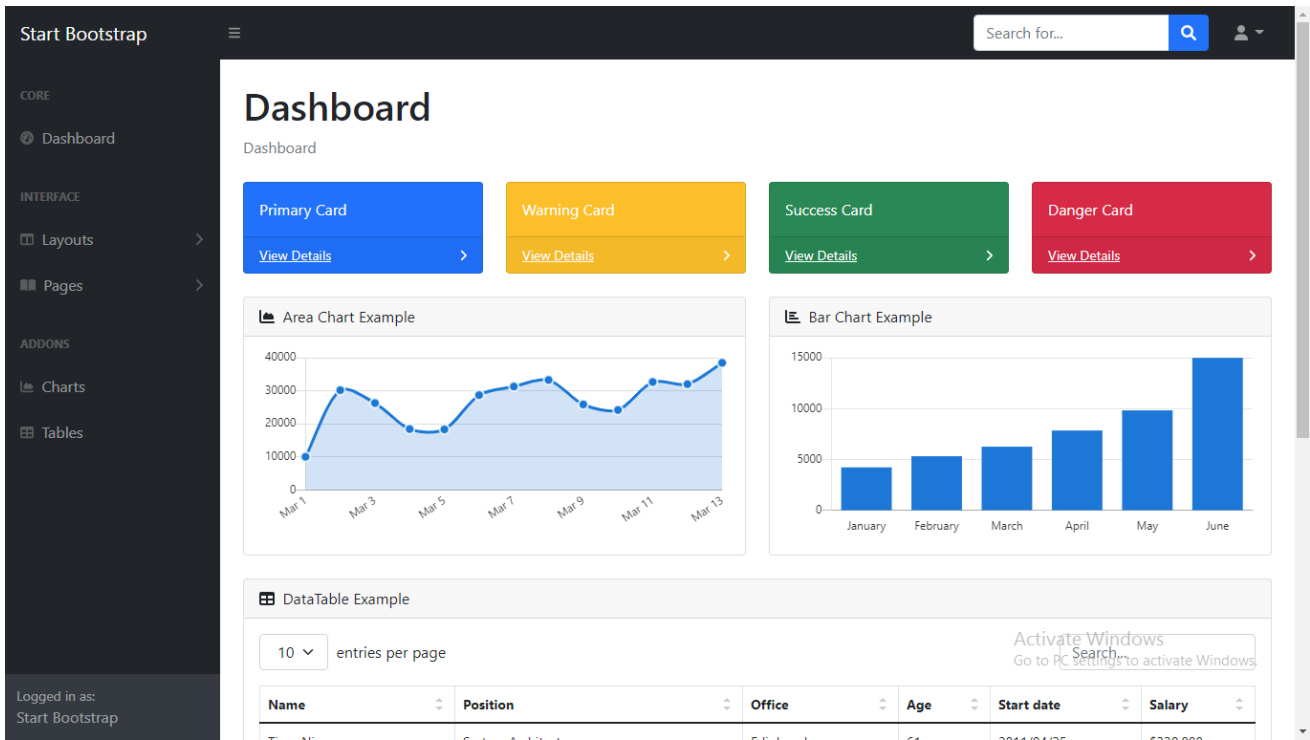 Start Bootstrap
Search for...
CORE
Dashboard
INTERFACE
Layouts
Pages
ADDONS
Charts
Tables
Logged in as:
Start Bootstrap
Dashboard
Dashboard
Primary Card
View Details
Warning Card
View Details
Success Card
View Details
Danger Card
View Details
Area Chart Example
40000
30000
20000
10000
0
Mar 1 Mar 3 Mar 5 Mar 7 Mar 9 Mar 11 Mar 13
Bar Chart Example
15000
10000
5000
0
January February March April May June
DataTable Example
10 entries per page
Search...
Activate Windows
Go to PC settings to activate Windows.
Name Position Office Age Start date Salary